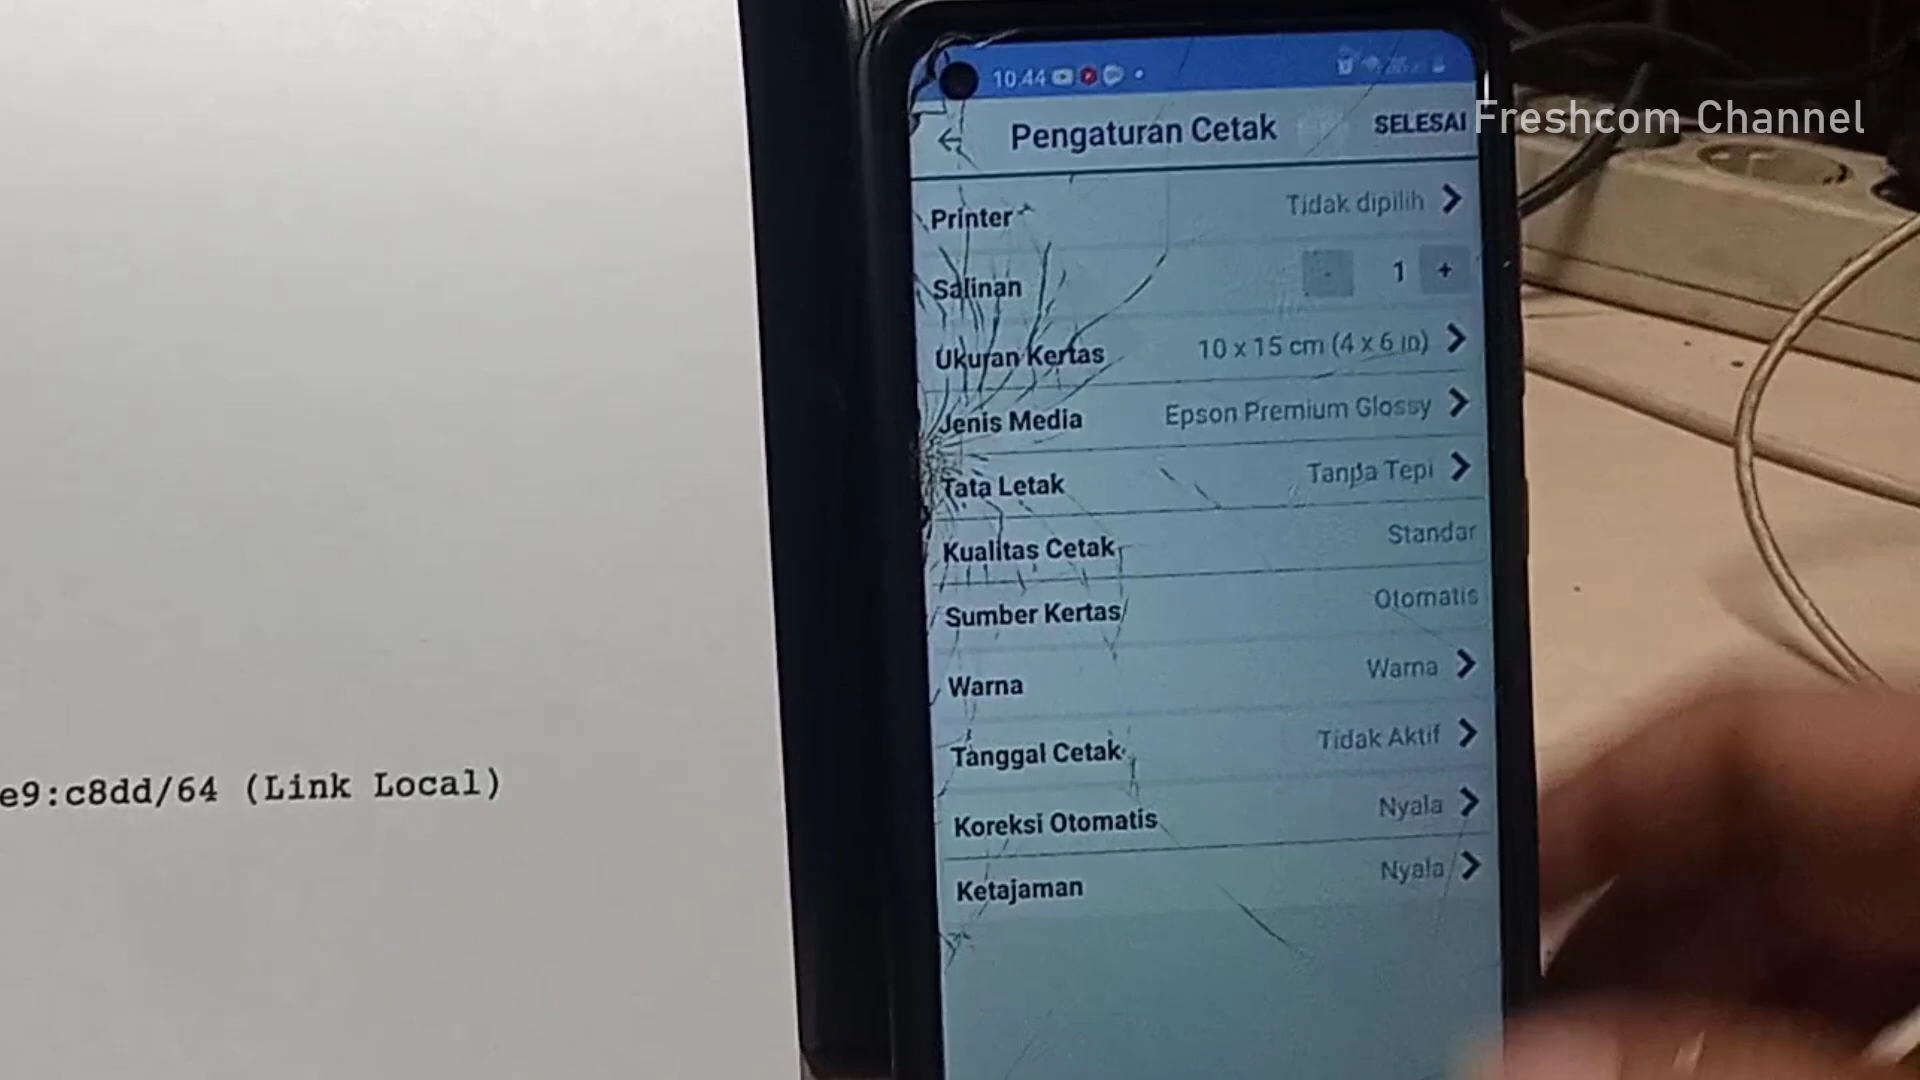 10.44
Pengaturan Cetak
SELESAI
Freshcom Channel
Printer
Tidak dipilih
Salinan
- 1 +
Ukuran Kertas
10 x 15 cm (4 x 6 in)
Jenis Media
Epson Premium Glossy
Tata Letak
Tanpa Tepi
Kualitas Cetak
Standar
Sumber Kertas
Otomatis
Warna
Warna
Tanggal Cetak
Tidak Aktif
Koreksi Otomatis
Nyala
Ketajaman
Nyala
e9:c8dd/64 (Link Local)